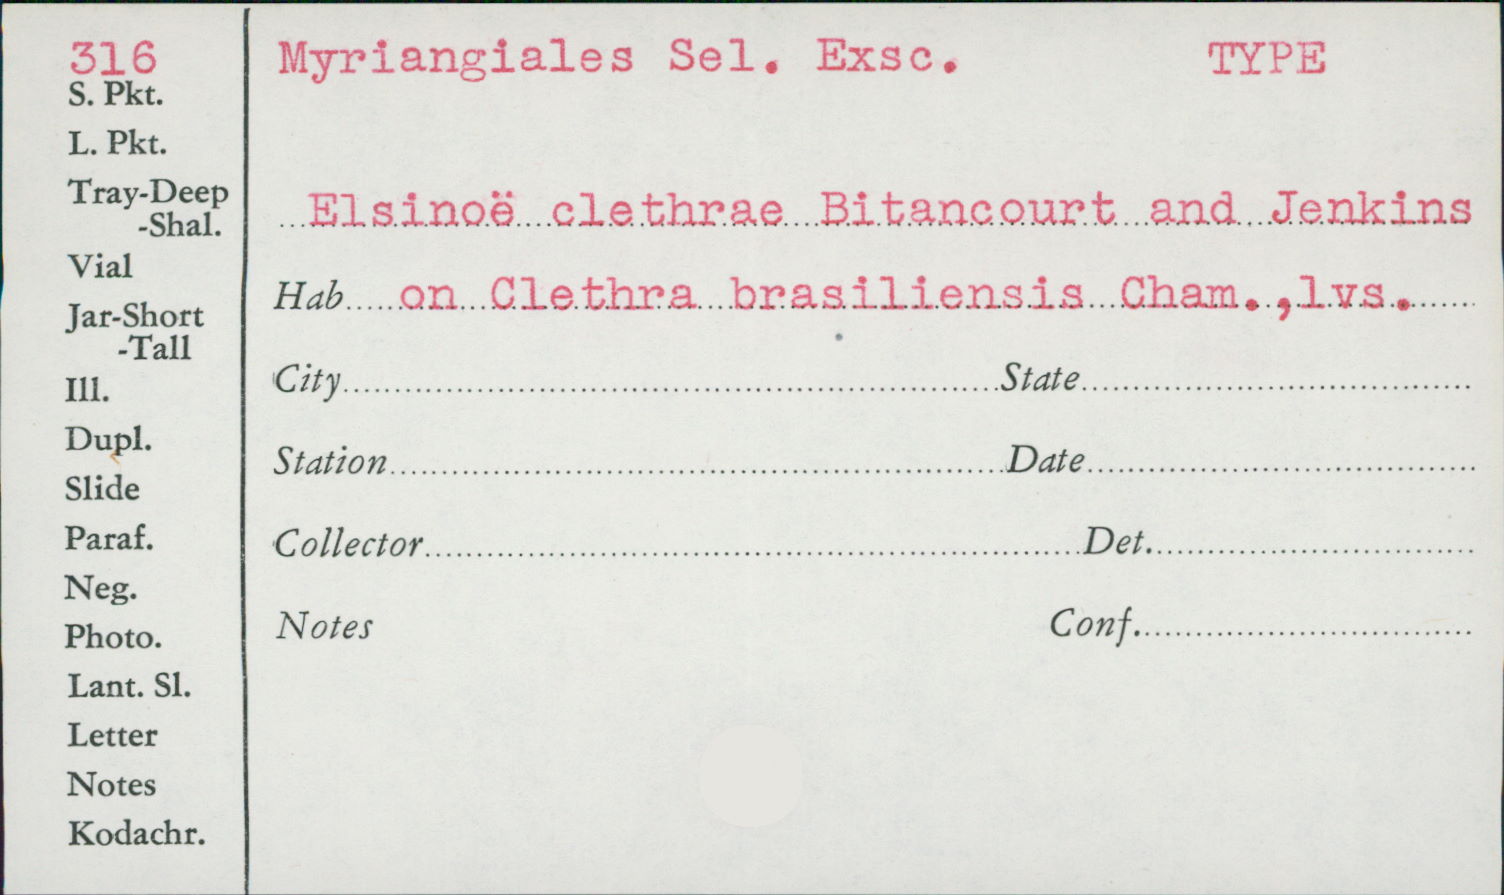 316
S. Pkt.
L. Pkt.
Tray-Deep
-Shal.
Vial
Jar-Short
-Tall
Ill.
Dupl.
Slide
Paraf.
Neg.
Photo.
Lant. Sl.
Letter
Notes
Kodachr.
Myriangiales Sel. Exsc. TYPE
Elsinoë clethrae Bitancourt and Jenkins
Hab on Clethra brasiliensis Cham.,lvs.
City State
Station Date
Collector Det.
Notes Conf.